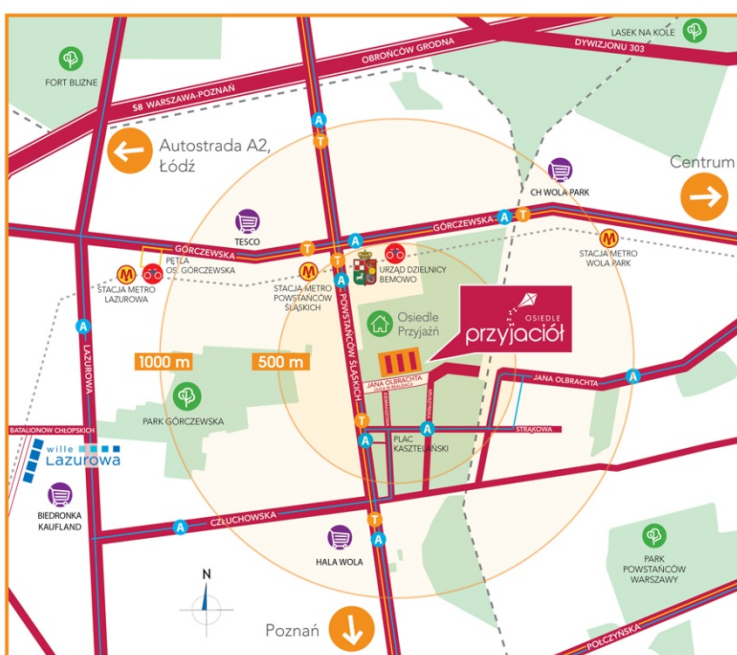 LASEK NA KOLE
DYWIZJONU 303
OBROŃCÓW GRODNA
FORT BLIZNE
S8 WARSZAWA-POZNAŃ
A
T
Autostrada A2,
Łódź
Centrum
CH WOLA PARK
A
T
GÓRCZEWSKA
TESCO
A
T
GÓRCZEWSKA
PĘTLA
OS. GÓRCZEWSKA
M
STACJA METRO
LAZUROWA
M
STACJA METRO
POWSTAŃCÓW
ŚLĄSKICH
T
A
URZĄD DZIELNICY
BEMOWO
M
STACJA METRO
WOLA PARK
A
LAZUROWA
POWSTAŃCÓW ŚLĄSKICH
Osiedle
Przyjaźń
OSIEDLE
przyjaciół
1000 m
500 m
JANA OLBRACHTA
JANA OLBRACHTA
A
PARK GÓRCZEWSKA
T
A
A
STRĄKOWA
PLAC
KASZTELAŃSKI
BATALIONÓW CHŁOPSKICH
wille
Lazurowa
BIEDRONKA
KAUFLAND
A
CZŁUCHOWSKA
T
A
HALA WOLA
PARK
POWSTAŃCÓW
WARSZAWY
N
Poznań
POŁCZYŃSKA